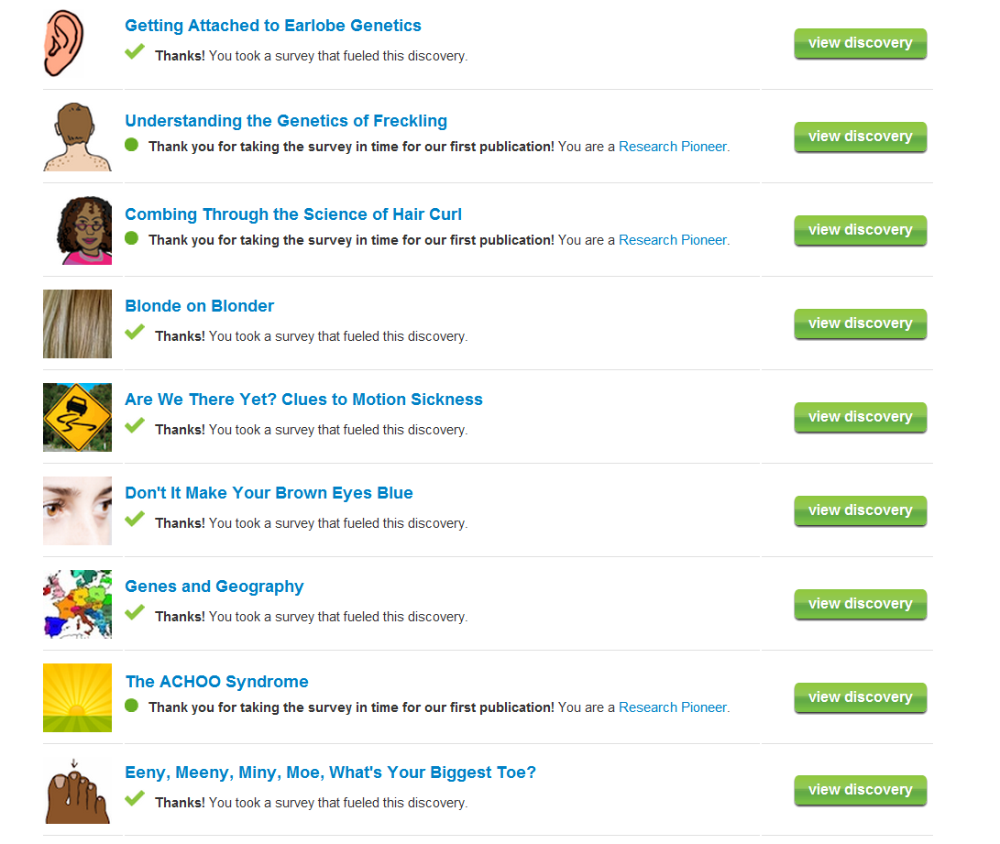 Getting Attached to Earlobe Genetics
Thanks! You took a survey that fueled this discovery.
view discovery
Understanding the Genetics of Freckling
Thank you for taking the survey in time for our first publication! You are a Research Pioneer.
view discovery
Combing Through the Science of Hair Curl
Thank you for taking the survey in time for our first publication! You are a Research Pioneer.
view discovery
Blonde on Blonder
Thanks! You took a survey that fueled this discovery.
view discovery
Are We There Yet? Clues to Motion Sickness
Thanks! You took a survey that fueled this discovery.
view discovery
Don't It Make Your Brown Eyes Blue
Thanks! You took a survey that fueled this discovery.
view discovery
Genes and Geography
Thanks! You took a survey that fueled this discovery.
view discovery
The ACHOO Syndrome
Thank you for taking the survey in time for our first publication! You are a Research Pioneer.
view discovery
Eeny, Meeny, Miny, Moe, What's Your Biggest Toe?
Thanks! You took a survey that fueled this discovery.
view discovery